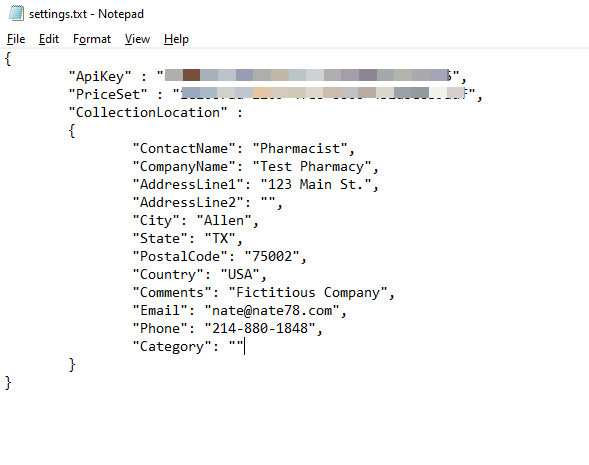 settings.txt - Notepad
File Edit Format View Help
{
"ApiKey" : "",
"PriceSet" : "",
"CollectionLocation" :
{
"ContactName": "Pharmacist",
"CompanyName": "Test Pharmacy",
"AddressLine1": "123 Main St.",
"AddressLine2": "",
"City": "Allen",
"State": "TX",
"PostalCode": "75002",
"Country": "USA",
"Comments": "Fictitious Company",
"Email": "nate@nate78.com",
"Phone": "214-880-1848",
"Category": ""
}
}